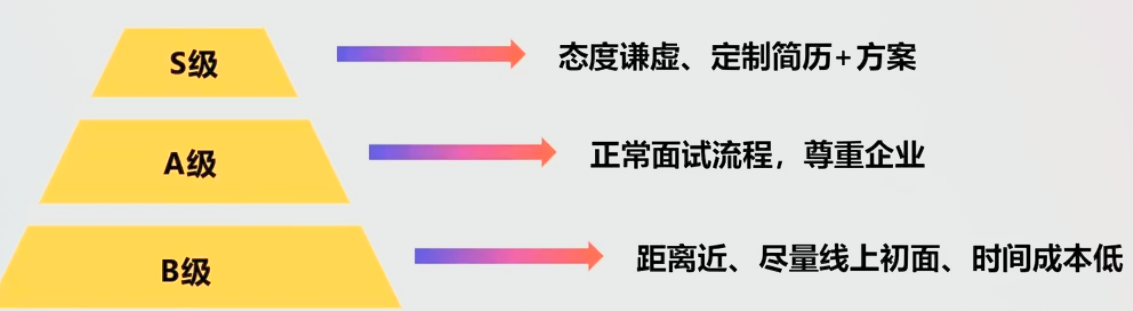 S级
态度谦虚、定制简历+方案
A级
正常面试流程，尊重企业
B级
距离近、尽量线上初面、时间成本低